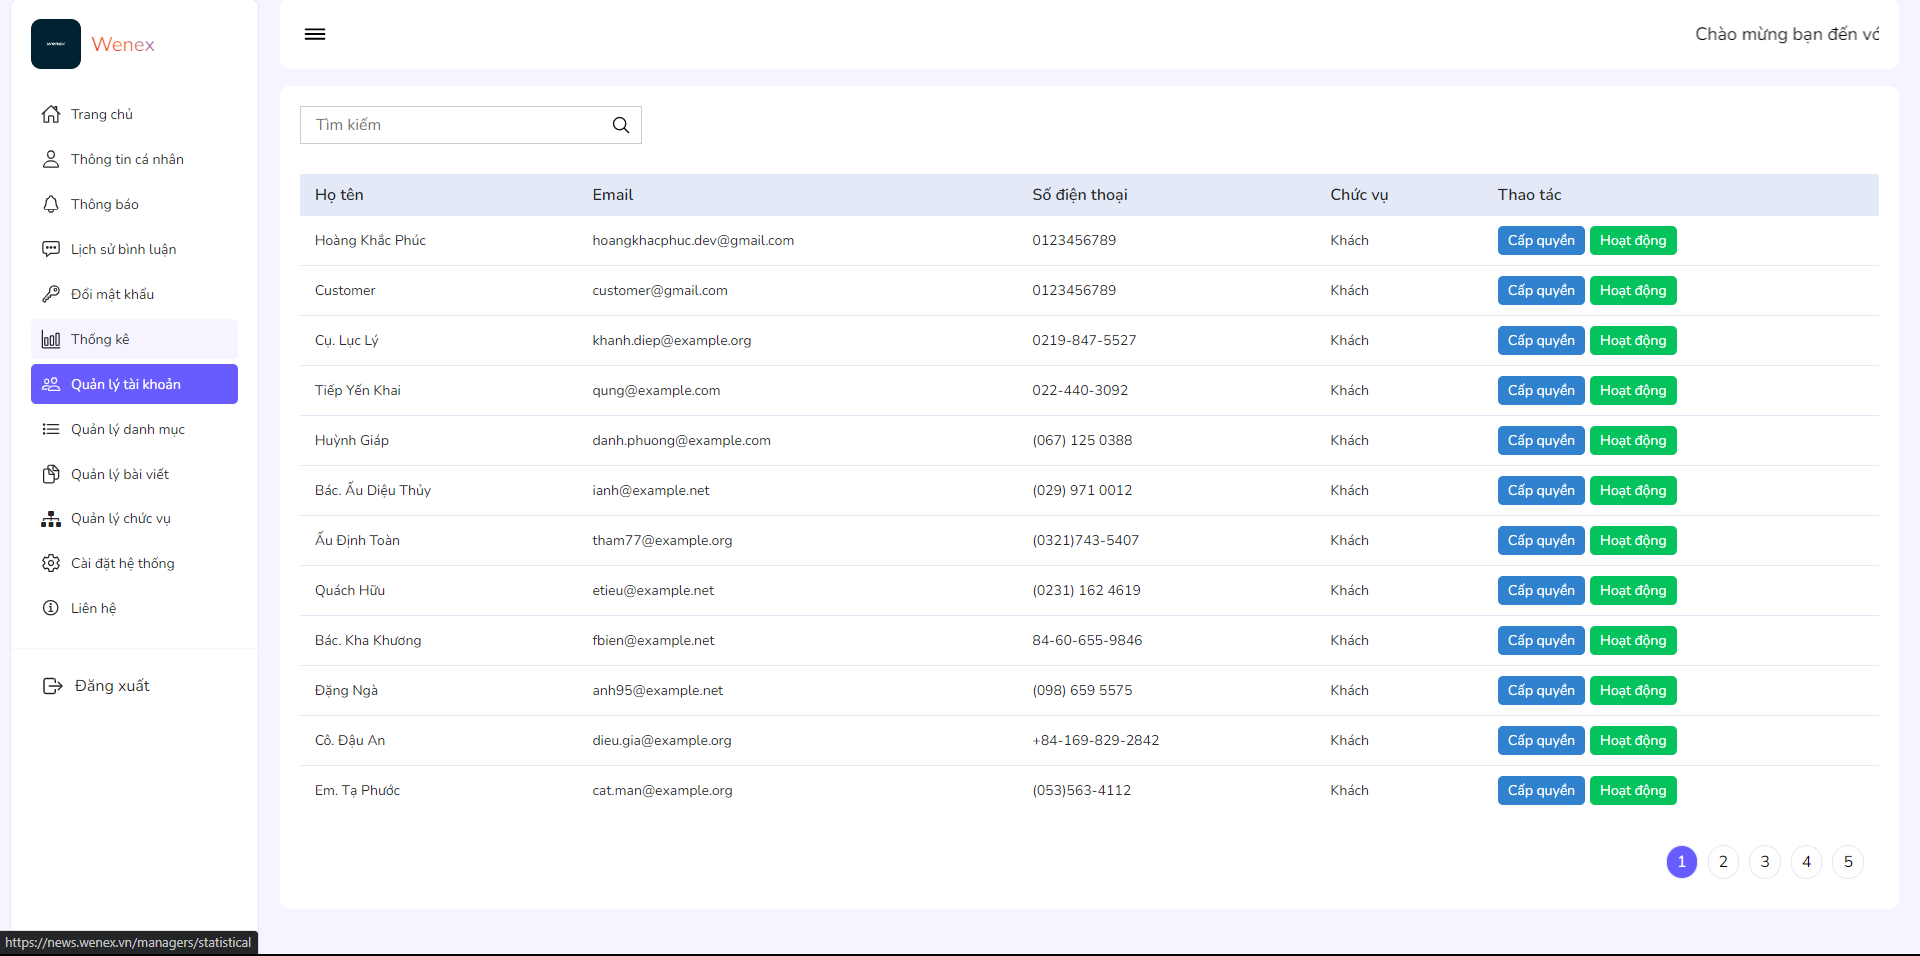 wenex
Wenex
Trang chủ
Thông tin cá nhân
Thông báo
Lịch sử bình luận
Đổi mật khẩu
Thống kê
Quản lý tài khoản
Quản lý danh mục
Quản lý bài viết
Quản lý chức vụ
Cài đặt hệ thống
Liên hệ
Đăng xuất
Chào mừng bạn đến vớ
Tìm kiếm
Họ tên Email Số điện thoại Chức vụ Thao tác
Hoàng Khắc Phúc hoangkhacphuc.dev@gmail.com 0123456789 Khách Cấp quyền Hoạt động
Customer customer@gmail.com 0123456789 Khách Cấp quyền Hoạt động
Cụ. Lục Lý khanh.diep@example.org 0219-847-5527 Khách Cấp quyền Hoạt động
Tiếp Yến Khai qung@example.com 022-440-3092 Khách Cấp quyền Hoạt động
Huỳnh Giáp danh.phuong@example.com (067) 125 0388 Khách Cấp quyền Hoạt động
Bác. Ấu Diệu Thủy ianh@example.net (029) 971 0012 Khách Cấp quyền Hoạt động
Ấu Định Toàn tham77@example.org (0321)743-5407 Khách Cấp quyền Hoạt động
Quách Hữu etieu@example.net (0231) 162 4619 Khách Cấp quyền Hoạt động
Bác. Kha Khương fbien@example.net 84-60-655-9846 Khách Cấp quyền Hoạt động
Đặng Ngà anh95@example.net (098) 659 5575 Khách Cấp quyền Hoạt động
Cô. Đậu An dieu.gia@example.org +84-169-829-2842 Khách Cấp quyền Hoạt động
Em. Tạ Phước cat.man@example.org (053)563-4112 Khách Cấp quyền Hoạt động
1 2 3 4 5
https://news.wenex.vn/managers/statistical